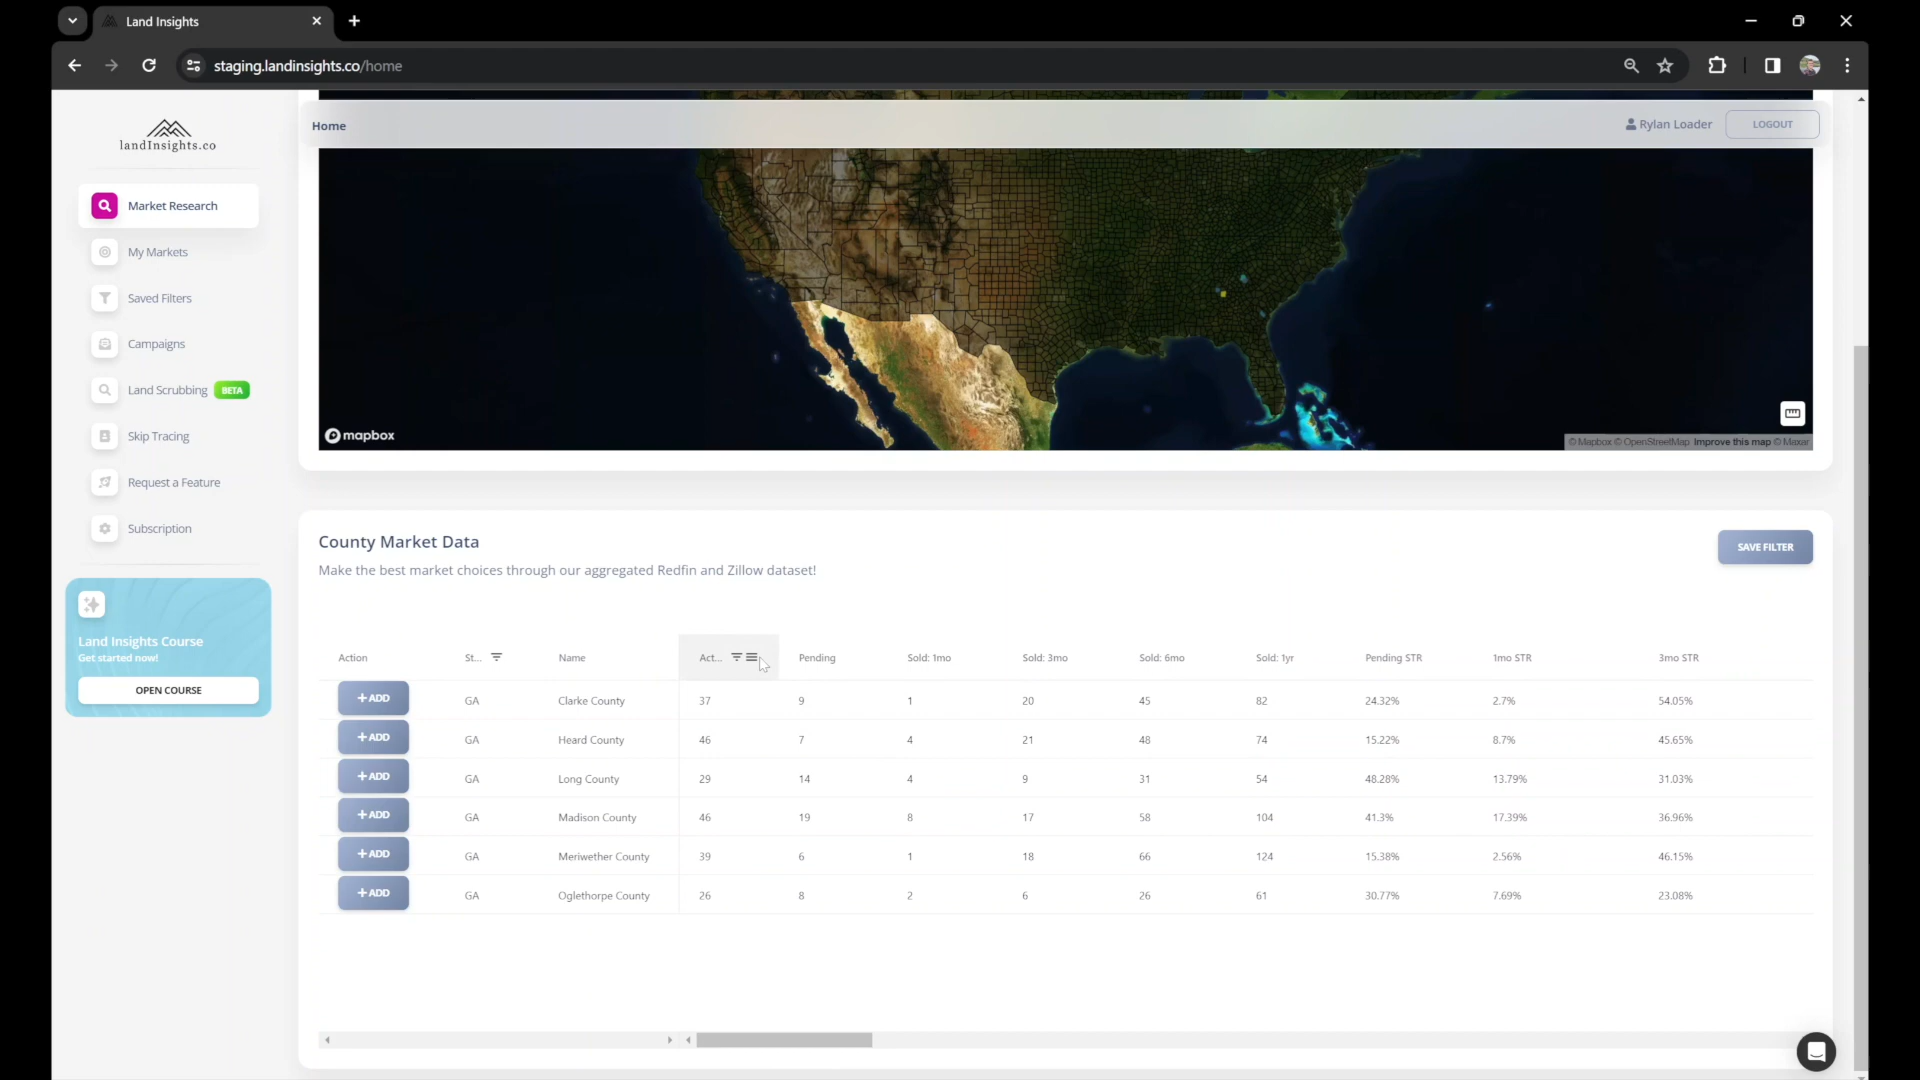 Land Insights
staging.landinsights.co/home
landInsights.co
Home
Rylan Loader
LOGOUT
Market Research
My Markets
Saved Filters
Campaigns
Land Scrubbing BETA
Skip Tracing
Request a Feature
Subscription
Land Insights Course
Get started now!
OPEN COURSE
mapbox
© Mapbox © OpenStreetMap Improve this map © Maxar
County Market Data
Make the best market choices through our aggregated Redfin and Zillow dataset!
SAVE FILTER
Action St... Name Act... Pending Sold: 1mo Sold: 3mo Sold: 6mo Sold: 1yr Pending STR 1mo STR 3mo STR
+ADD GA Clarke County 37 9 1 20 45 82 24.32% 2.7% 54.05%
+ADD GA Heard County 46 7 4 21 48 74 15.22% 8.7% 45.65%
+ADD GA Long County 29 14 4 9 31 54 48.28% 13.79% 31.03%
+ADD GA Madison County 46 19 8 17 58 104 41.3% 17.39% 36.96%
+ADD GA Meriwether County 39 6 1 18 66 124 15.38% 2.56% 46.15%
+ADD GA Oglethorpe County 26 8 2 6 26 61 30.77% 7.69% 23.08%